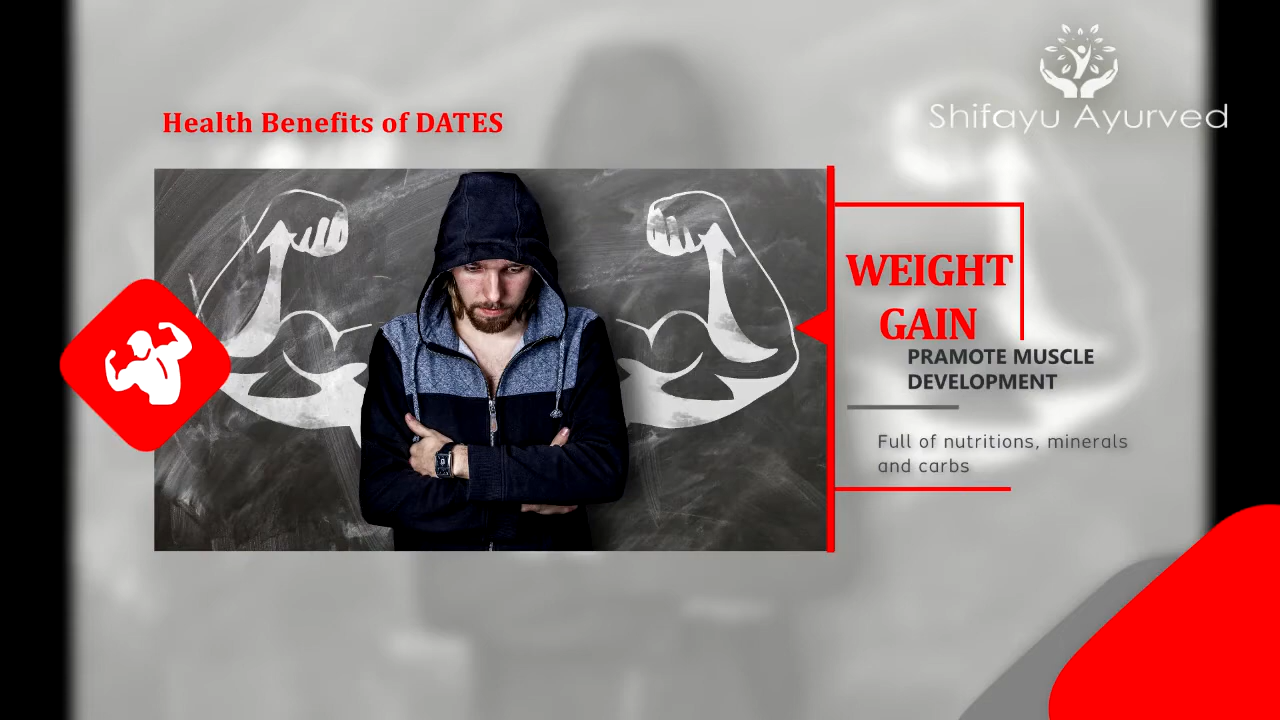 Shifayu Ayurved
Health Benefits of DATES
WEIGHT
GAIN
PRAMOTE MUSCLE
DEVELOPMENT
Full of nutritions, minerals
and carbs